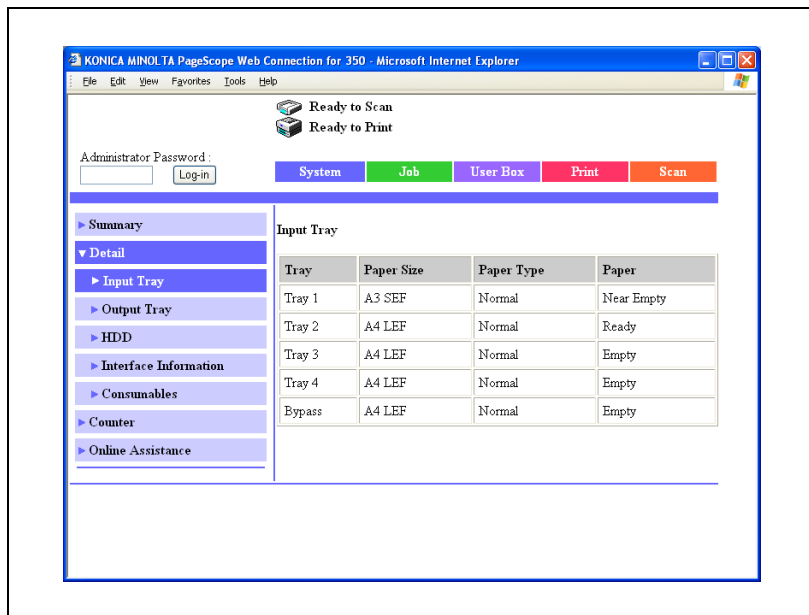 KONICA MINOLTA PageScope Web Connection for 350 - Microsoft Internet Explorer
File Edit View Favorites Tools Help
Ready to Scan
Ready to Print
Administrator Password :
Log-in
System Job User Box Print Scan
Summary
Detail
Input Tray
Output Tray
HDD
Interface Information
Consumables
Counter
Online Assistance
Input Tray
Tray Paper Size Paper Type Paper
Tray 1 A3 SEF Normal Near Empty
Tray 2 A4 LEF Normal Ready
Tray 3 A4 LEF Normal Empty
Tray 4 A4 LEF Normal Empty
Bypass A4 LEF Normal Empty